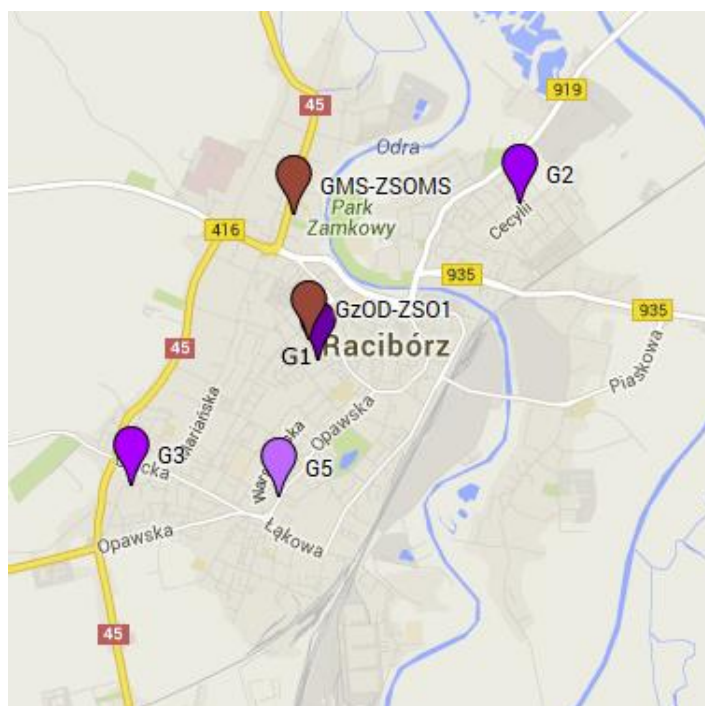 919
45
Odra
G2
GMS-ZSOMS
Park
Zamkowy
Cecylii
416
935
GzOD-ZSO1
935
G1
Racibórz
45
Piaskowa
Mariańska
Opawska
G3
G5
Łąkowa
Opawska
45